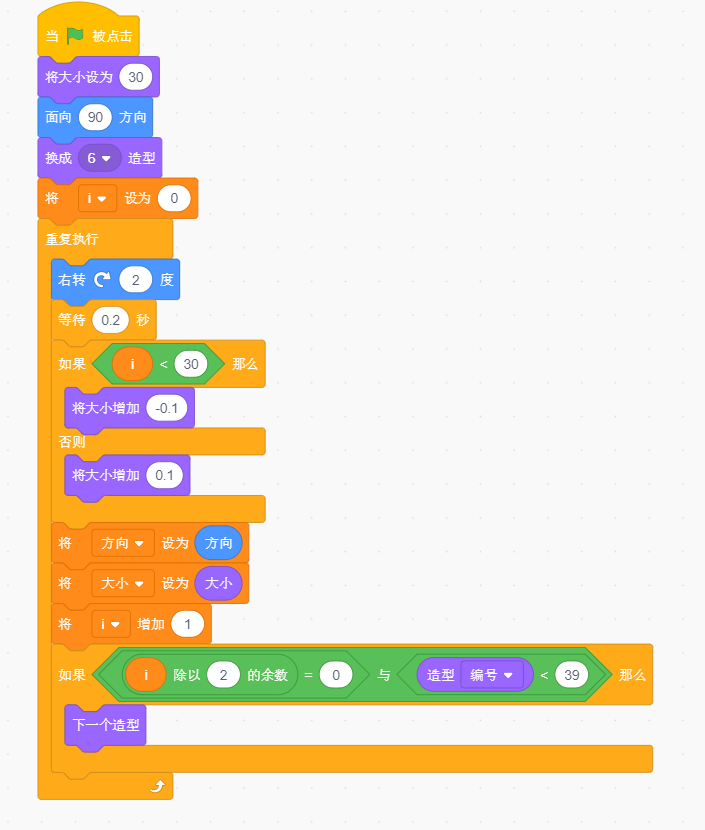 当 被点击
将大小设为 30
面向 90 方向
换成 6 造型
将 i 设为 0
重复执行
右转 2 度
等待 0.2 秒
如果 i < 30 那么
将大小增加 -0.1
否则
将大小增加 0.1
将 方向 设为 方向
将 大小 设为 大小
将 i 增加 1
如果 i 除以 2 的余数 = 0 与 造型 编号 < 39 那么
下一个造型